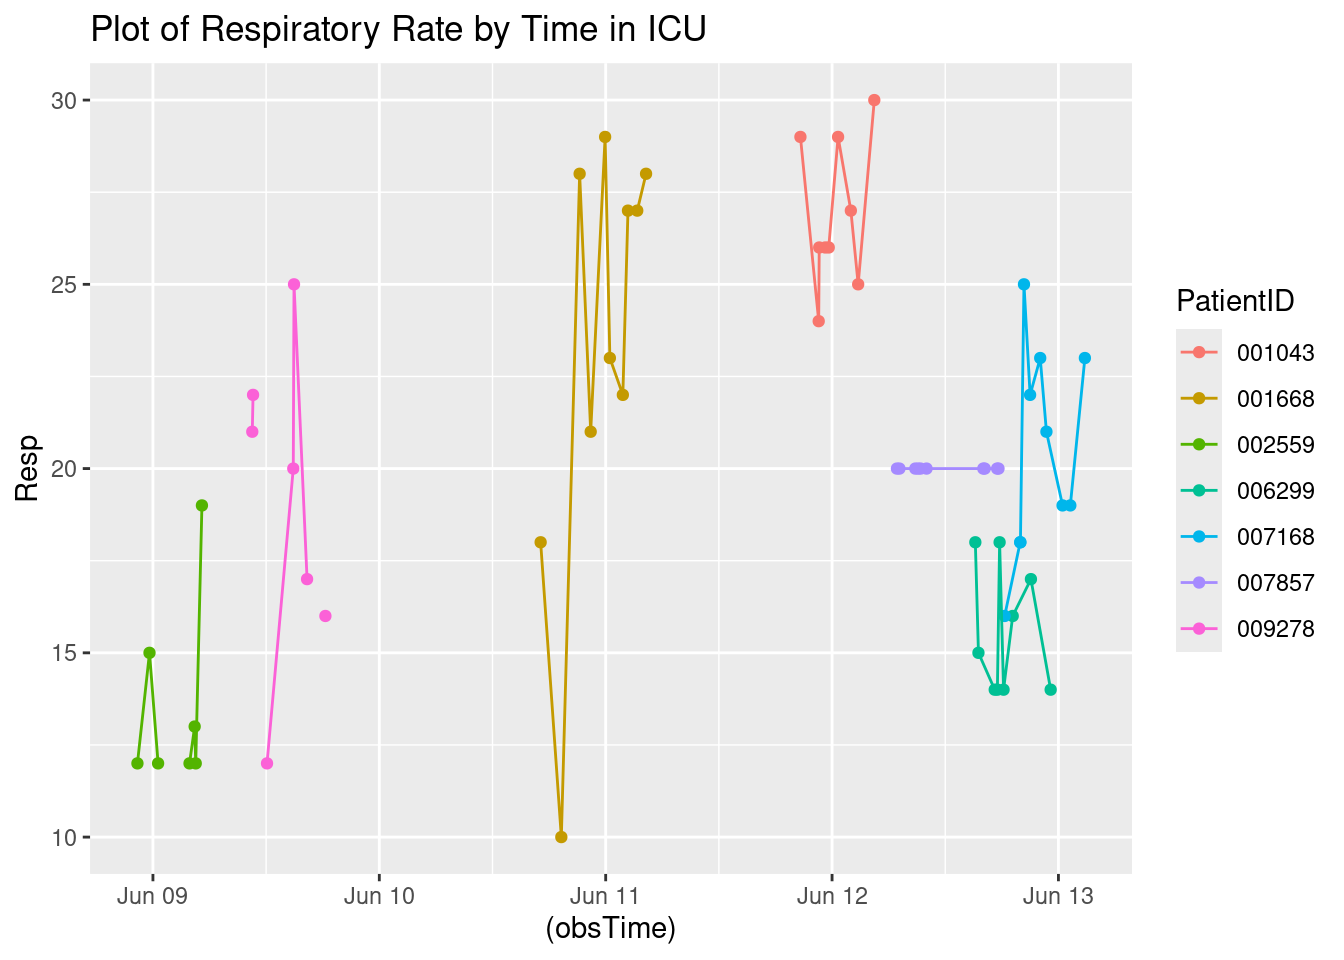 Plot of Respiratory Rate by Time in ICU
Resp
30
25
20
15
10
Jun 09 Jun 10 Jun 11 Jun 12 Jun 13
(obsTime)
PatientID
001043
001668
002559
006299
007168
007857
009278